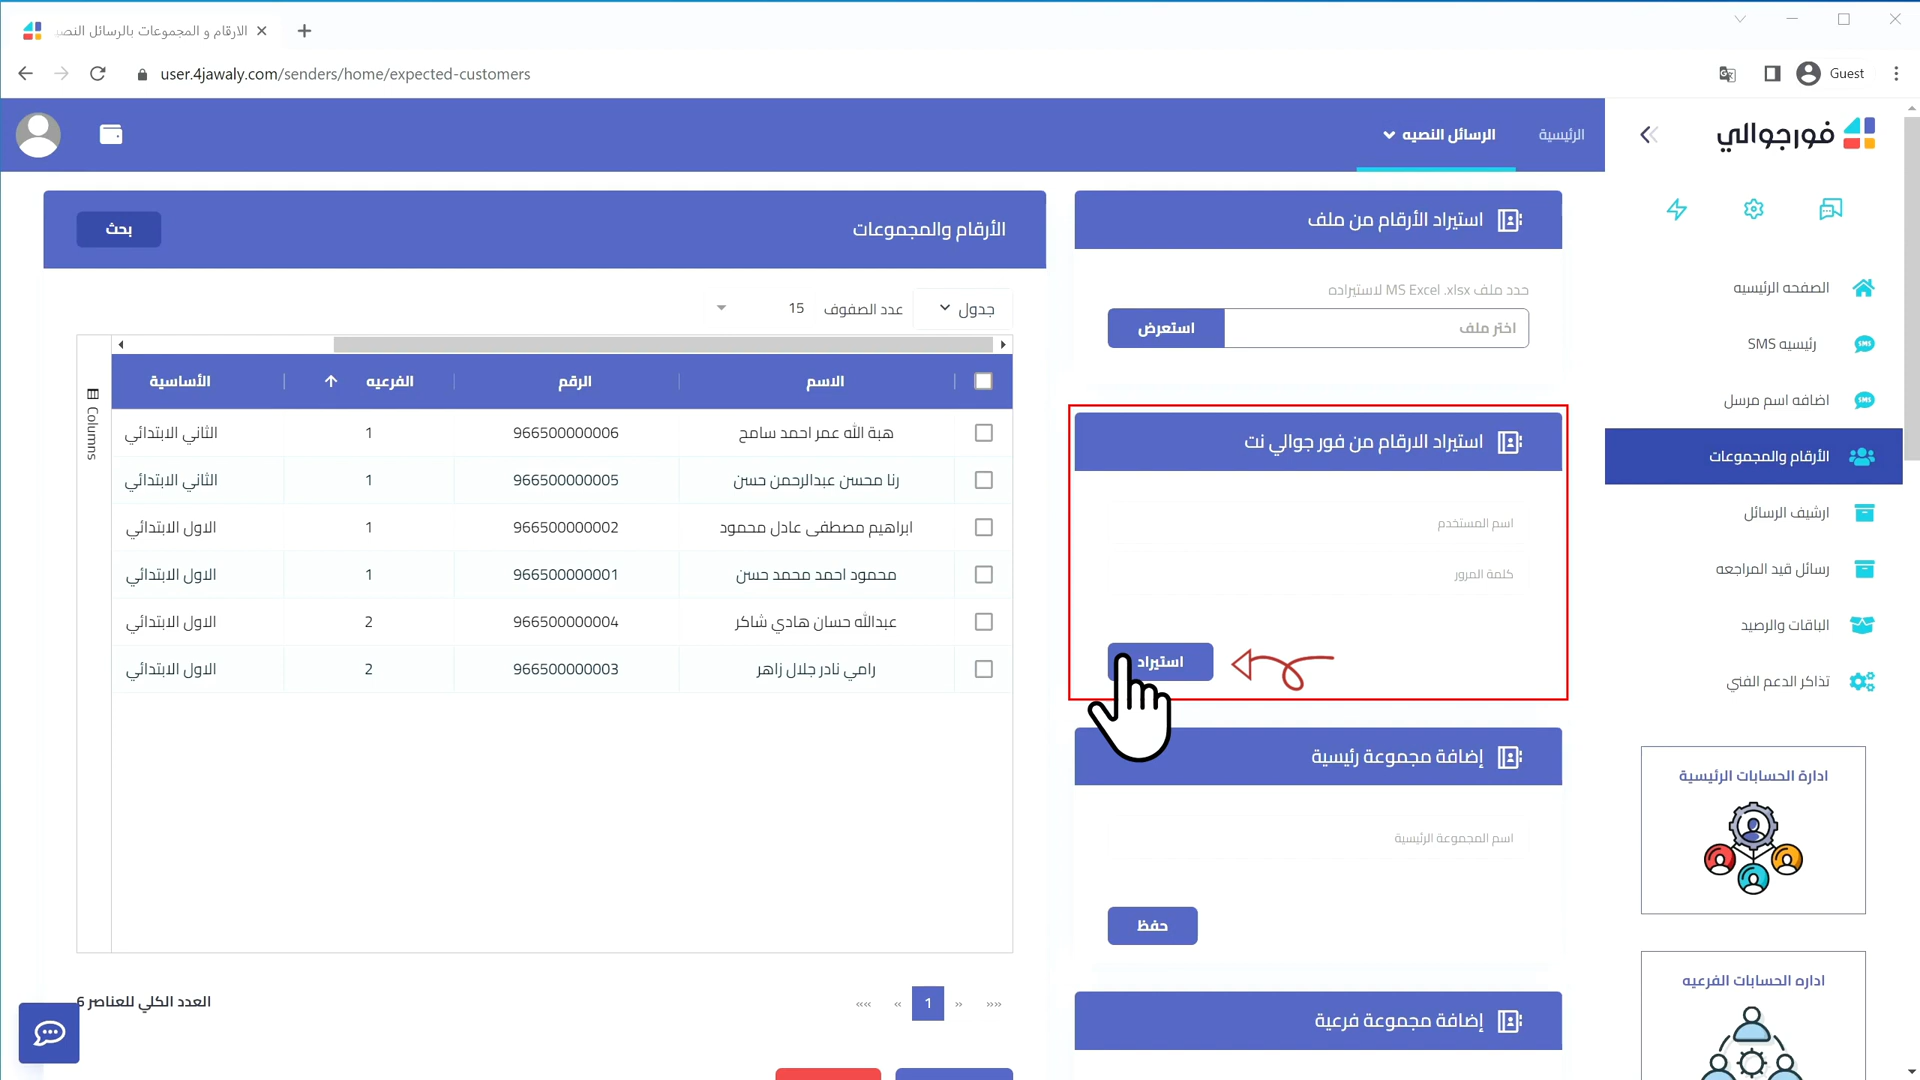 الارقام و المجموعات بالرسائل النصي
user.4jawaly.com/senders/home/expected-customers
Guest
فورجوالي
الرئيسية
الرسائل النصيه
الصفحه الرئيسيه
رئيسيه SMS
اضافه اسم مرسل
الأرقام والمجموعات
ارشيف الرسائل
رسائل قيد المراجعه
الباقات والرصيد
تذاكر الدعم الفني
ادارة الحسابات الرئيسية
اداره الحسابات الفرعيه
استيراد الأرقام من ملف
حدد ملف MS Excel .xlsx لاستيراده
اختر ملف
استعرض
استيراد الارقام من فور جوالي نت
اسم المستخدم
كلمة المرور
استيراد
إضافة مجموعة رئيسية
اسم المجموعة الرئيسية
حفظ
إضافة مجموعة فرعية
الأرقام والمجموعات
بحث
جدول
عدد الصفوف 15
Columns
الاسم الرقم الفرعيه الأساسية
هبة الله عمر احمد سامح 966500000006 1 الثاني الابتدائي
رنا محسن عبدالرحمن حسن 966500000005 1 الثاني الابتدائي
ابراهيم مصطفى عادل محمود 966500000002 1 الاول الابتدائي
محمود احمد محمد حسن 966500000001 1 الاول الابتدائي
عبدالله حسان هادي شاكر 966500000004 2 الاول الابتدائي
رامي نادر جلال زاهر 966500000003 2 الاول الابتدائي
1
العدد الكلي للعناصر 6